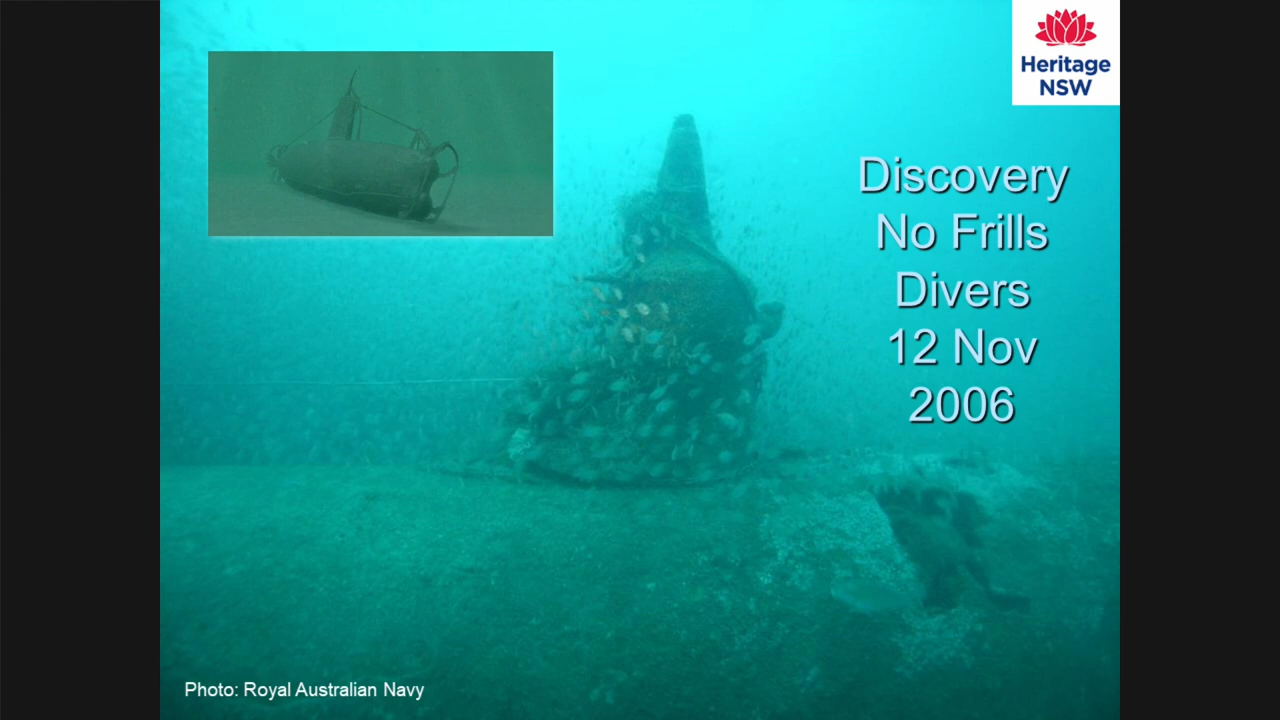 Heritage
NSW
Discovery
No Frills
Divers
12 Nov
2006
Photo: Royal Australian Navy